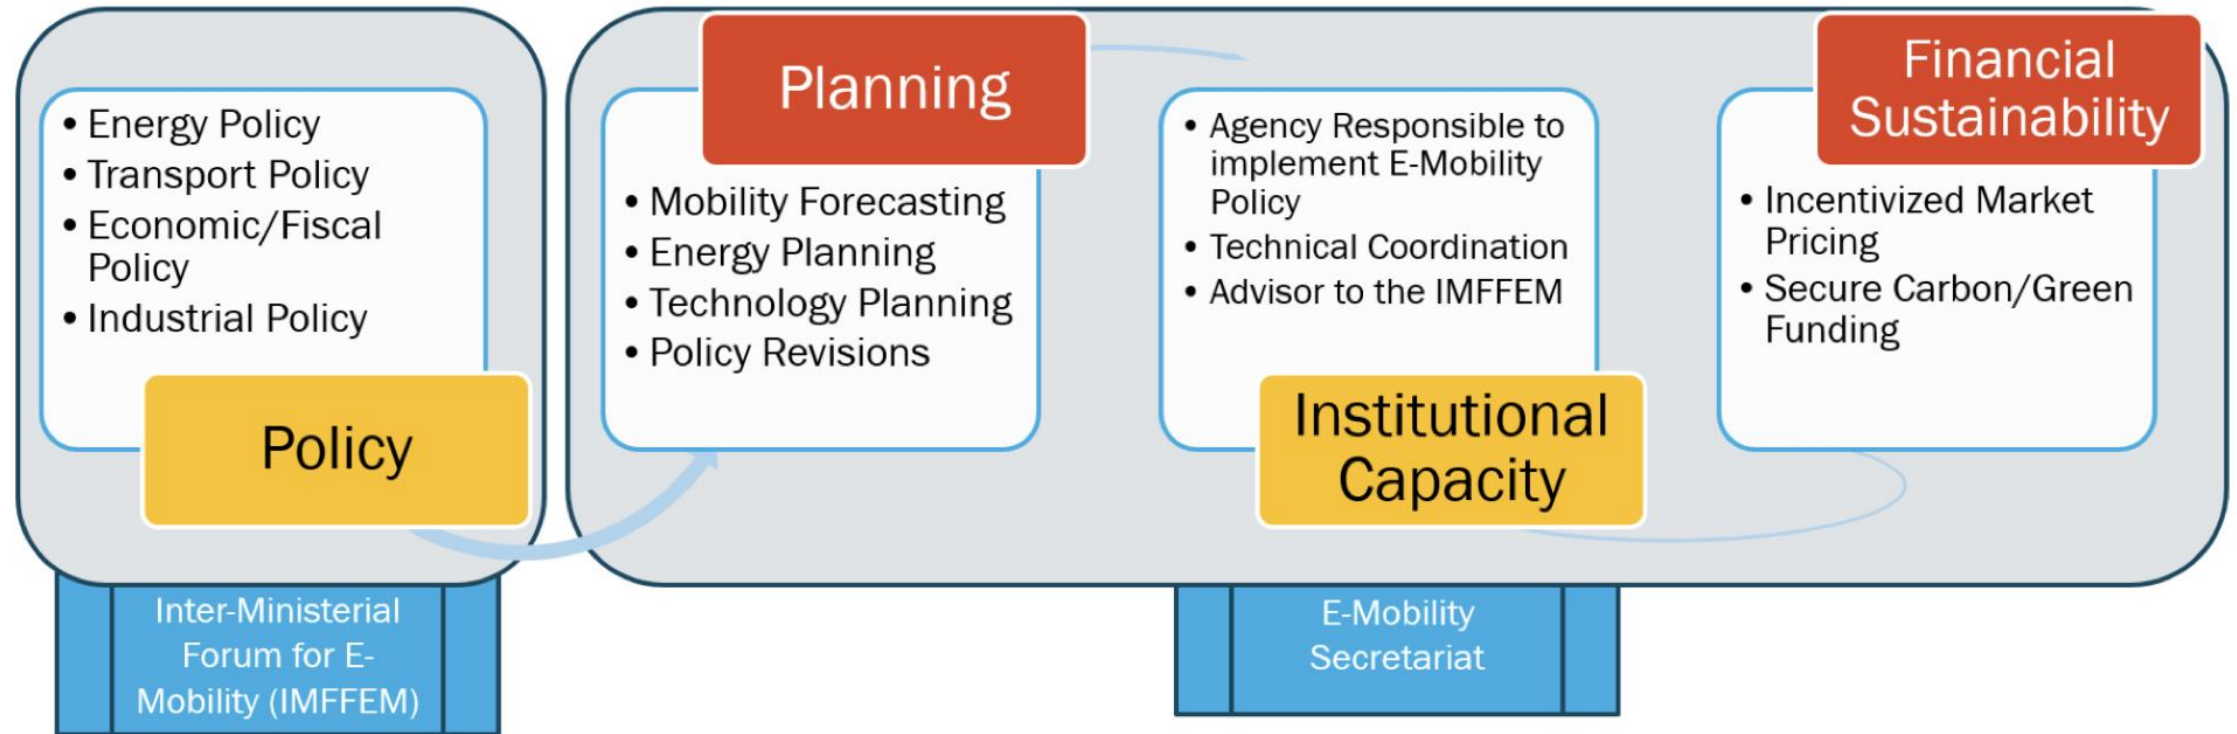 • Energy Policy
• Transport Policy
• Economic/Fiscal
Policy
• Industrial Policy
Policy
Inter-Ministerial
Forum for E-
Mobility (IMFFEM)
Planning
• Mobility Forecasting
• Energy Planning
• Technology Planning
• Policy Revisions
• Agency Responsible to
implement E-Mobility
Policy
• Technical Coordination
• Advisor to the IMFFEM
Institutional
Capacity
Financial
Sustainability
• Incentivized Market
Pricing
• Secure Carbon/Green
Funding
E-Mobility
Secretariat